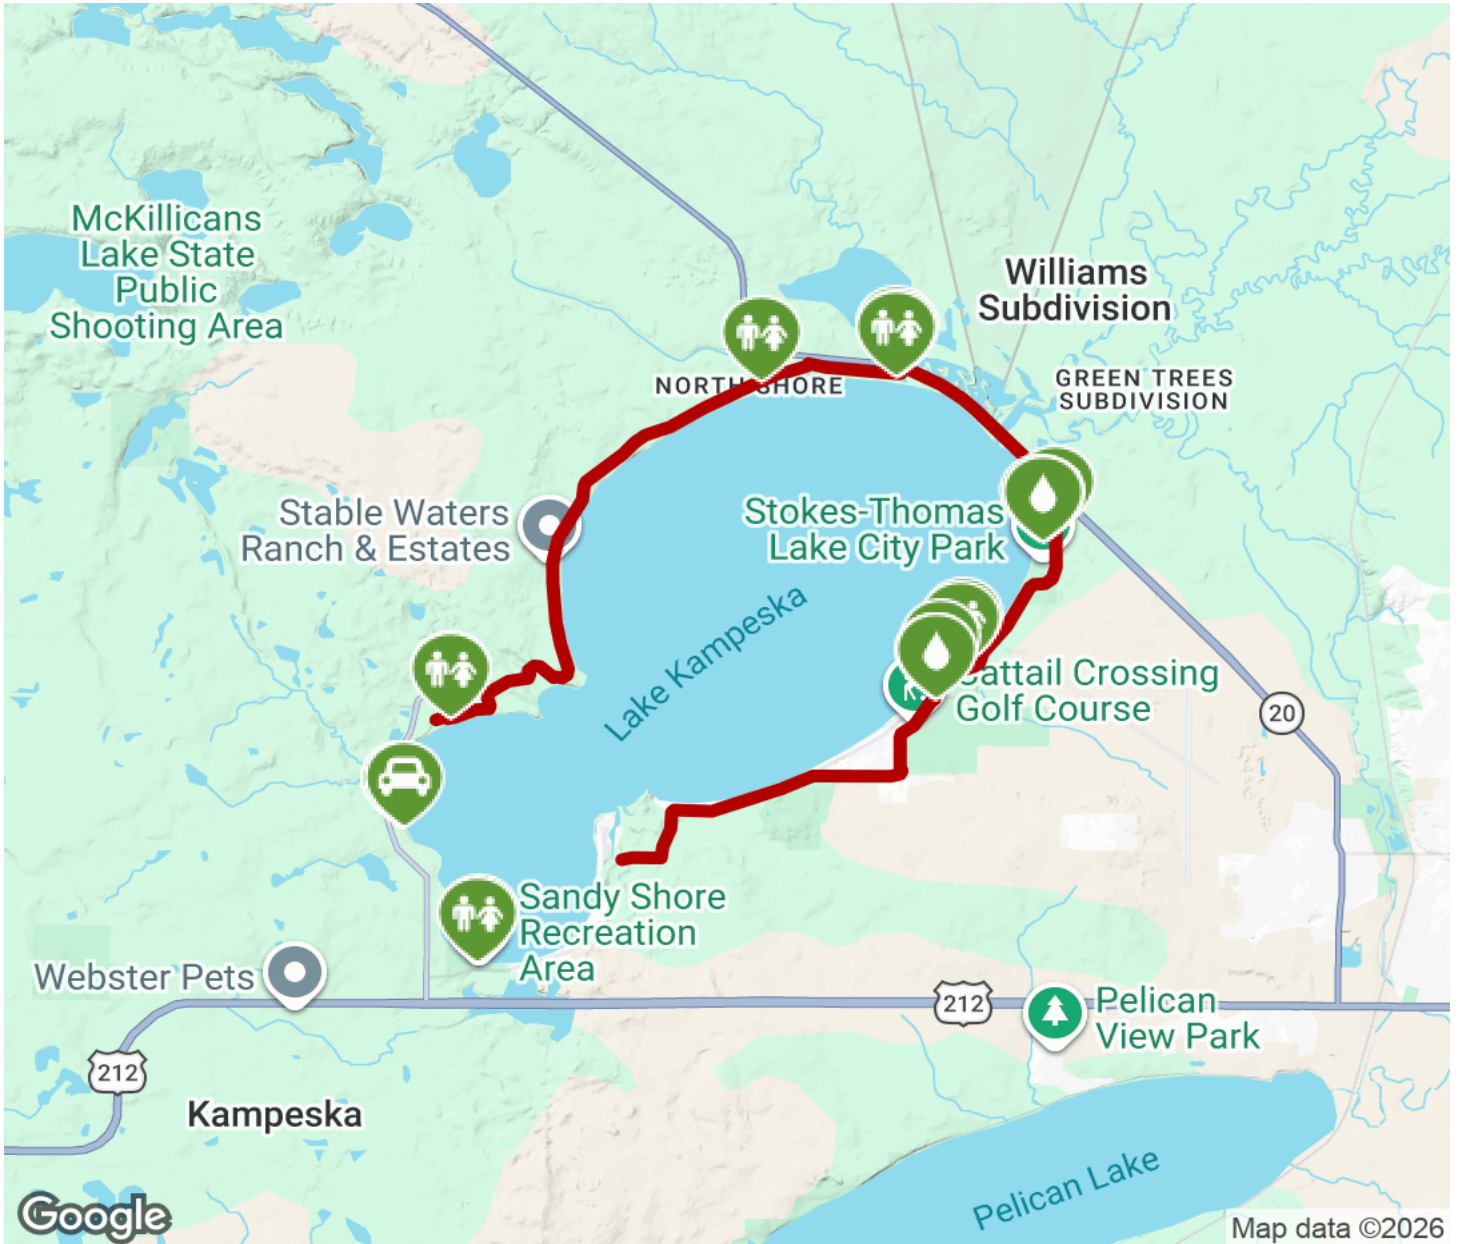 McKillicans
Lake State
Public
Shooting Area
Williams
Subdivision
GREEN TREES
SUBDIVISION
NORTH SHORE
Stable Waters
Ranch & Estates
Stokes-Thomas
Lake City Park
Lake Kampeska
Cattail Crossing
Golf Course
20
Sandy Shore
Recreation
Area
Webster Pets
212
Pelican
View Park
212
Kampeska
Pelican Lake
Google
Map data ©2026